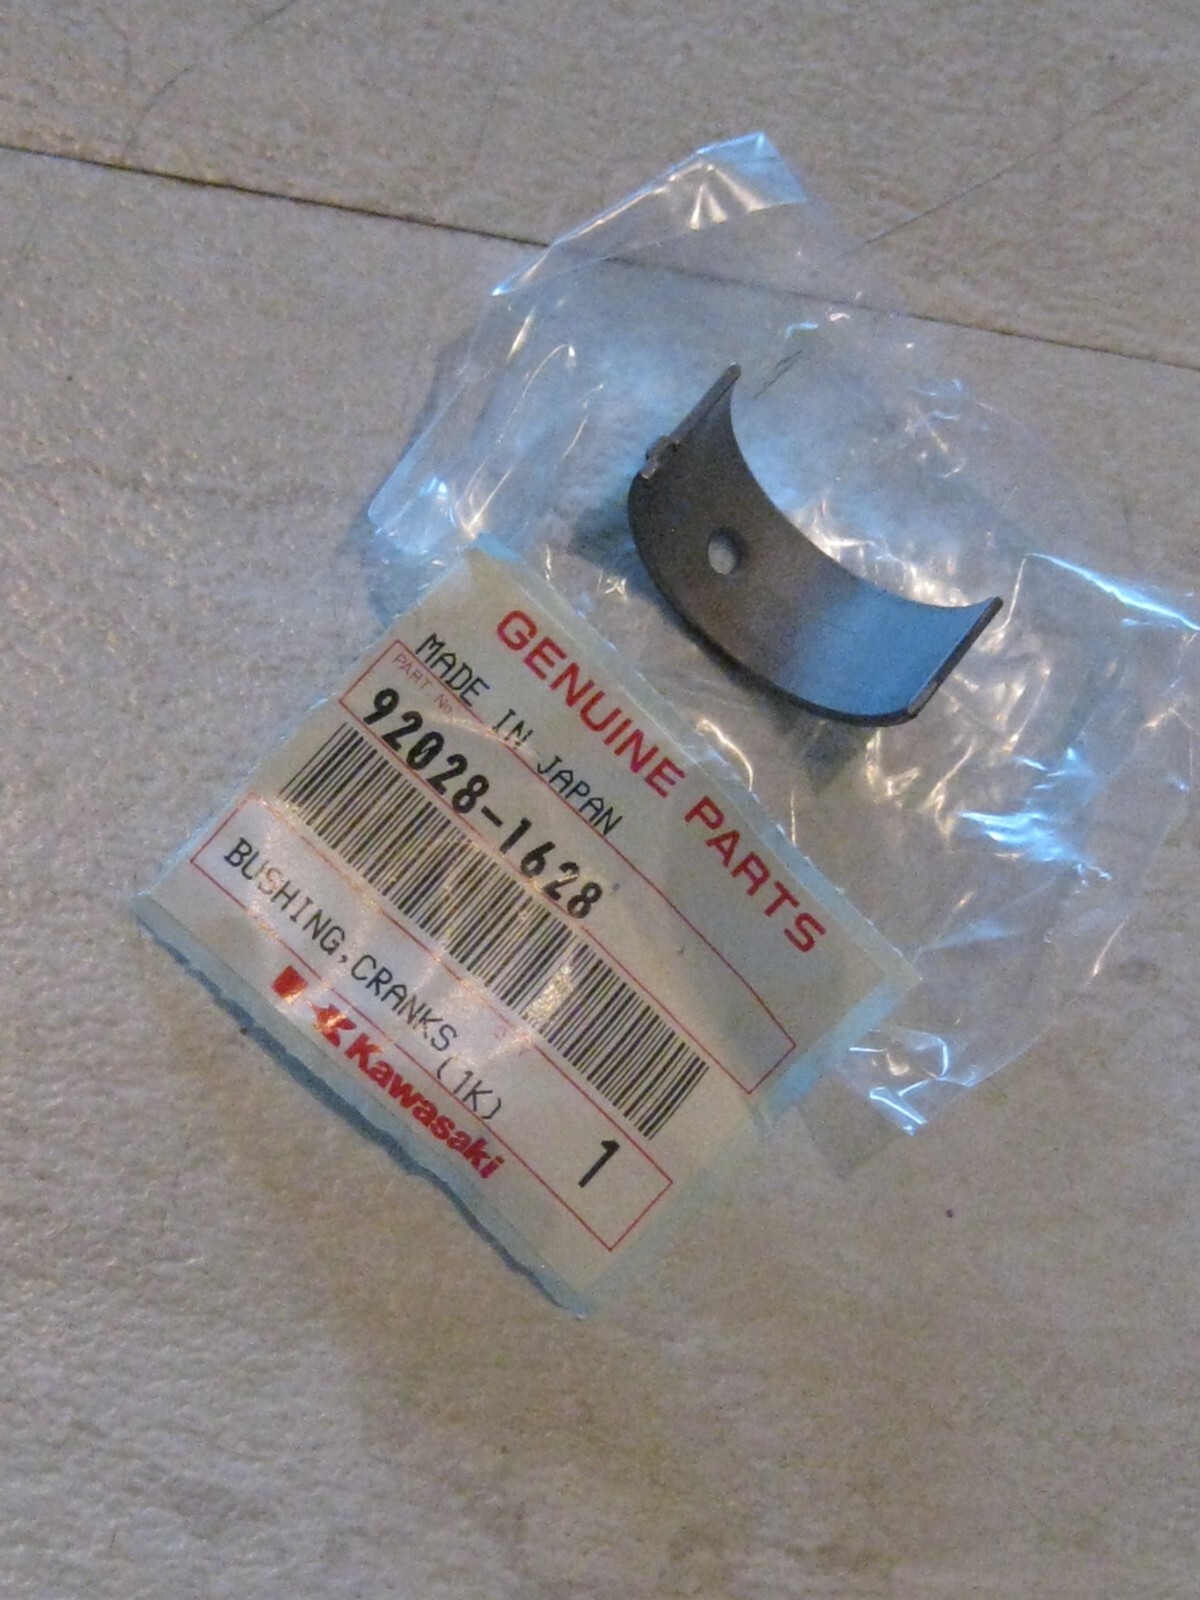 GENUINE PARTS
MADE IN JAPAN
PART No.
92028-1628
BUSHING,CRANKS(1K)
1
Kawasaki